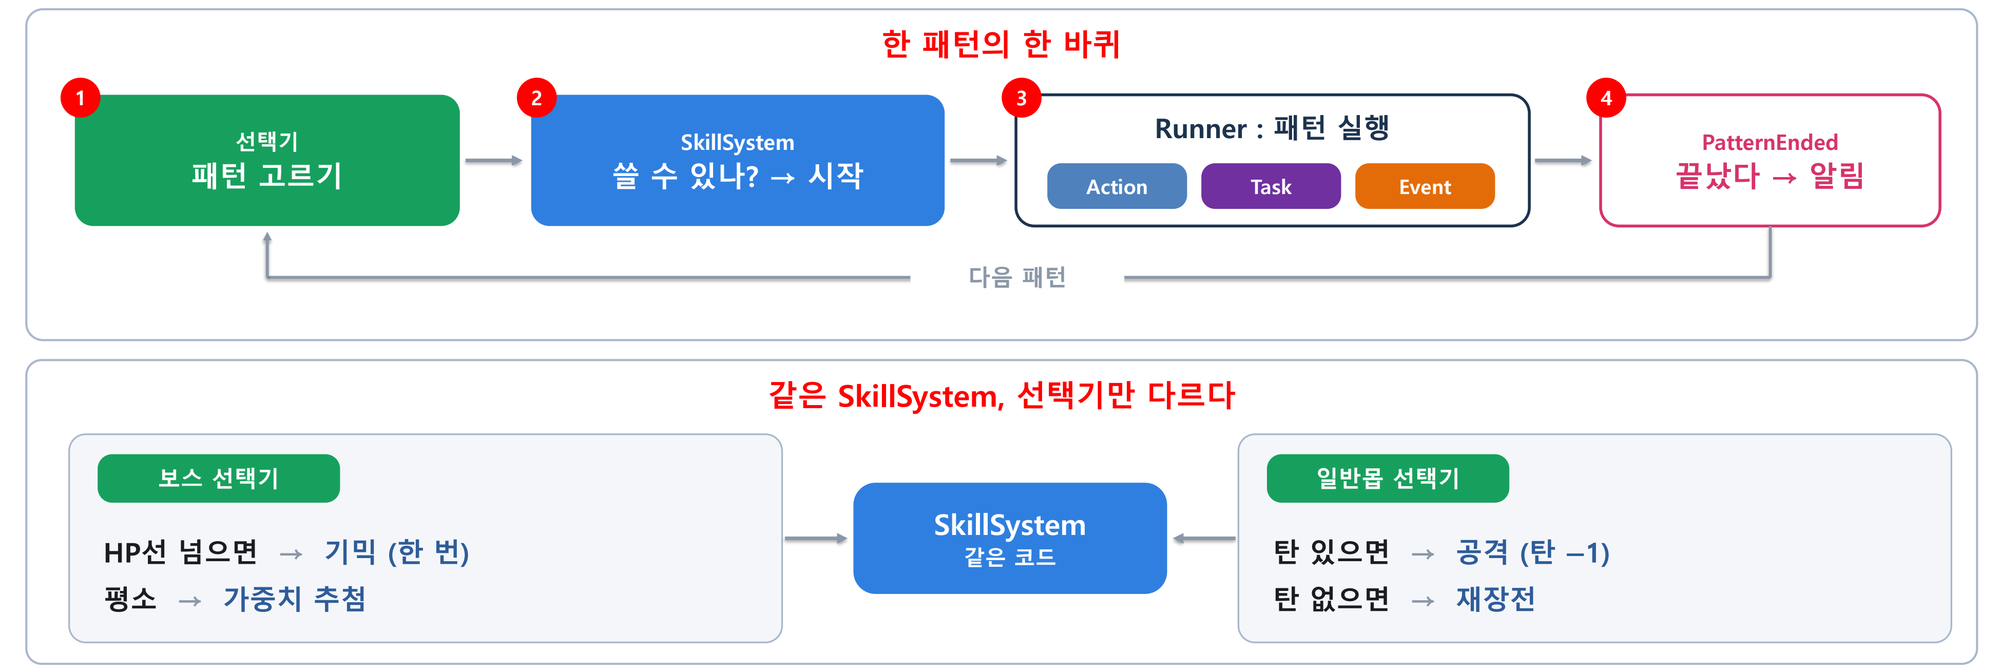 한 패턴의 한 바퀴
1
선택기
패턴 고르기
2
SkillSystem
쓸 수 있나? → 시작
3
Runner : 패턴 실행
Action
Task
Event
4
PatternEnded
끝났다 → 알림
다음 패턴
같은 SkillSystem, 선택기만 다르다
보스 선택기
HP선 넘으면 → 기믹 (한 번)
평소 → 가중치 추첨
SkillSystem
같은 코드
일반몹 선택기
탄 있으면 → 공격 (탄 −1)
탄 없으면 → 재장전